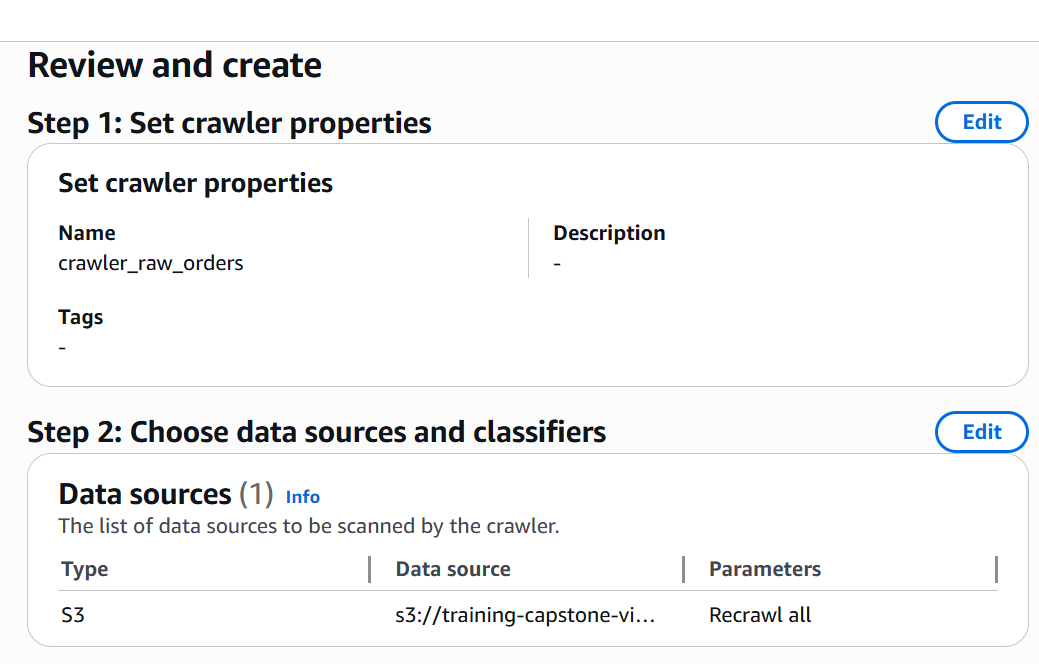 Review and create
Step 1: Set crawler properties
Edit
Set crawler properties
Name
Description
crawler_raw_orders
-
Tags
-
Step 2: Choose data sources and classifiers
Edit
Data sources (1) Info
The list of data sources to be scanned by the crawler.
Type
Data source
Parameters
S3
s3://training-capstone-vi...
Recrawl all